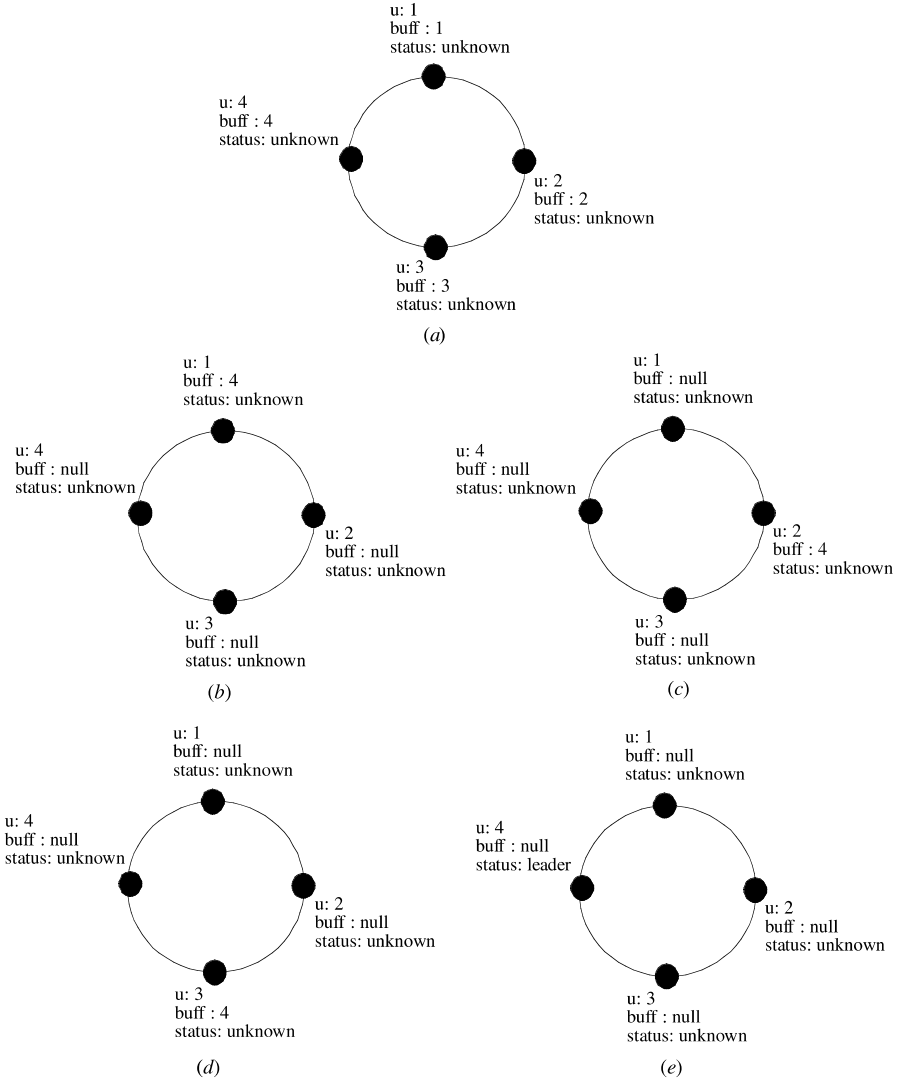 u: 1
buff : 1
status: unknown
u: 4
buff : 4
status: unknown
u: 2
buff : 2
status: unknown
u: 3
buff : 3
status: unknown
(a)
u: 1
buff : 4
status: unknown
u: 4
buff : null
status: unknown
u: 2
buff : null
status: unknown
u: 3
buff : null
status: unknown
(b)
u: 1
buff : null
status: unknown
u: 4
buff : null
status: unknown
u: 2
buff : 4
status: unknown
u: 3
buff : null
status: unknown
(c)
u: 1
buff: null
status: unknown
u: 4
buff : null
status: unknown
u: 2
buff : null
status: unknown
u: 3
buff : 4
status: unknown
(d)
u: 1
buff: null
status: unknown
u: 4
buff : null
status: leader
u: 2
buff : null
status: unknown
u: 3
buff : null
status: unknown
(e)